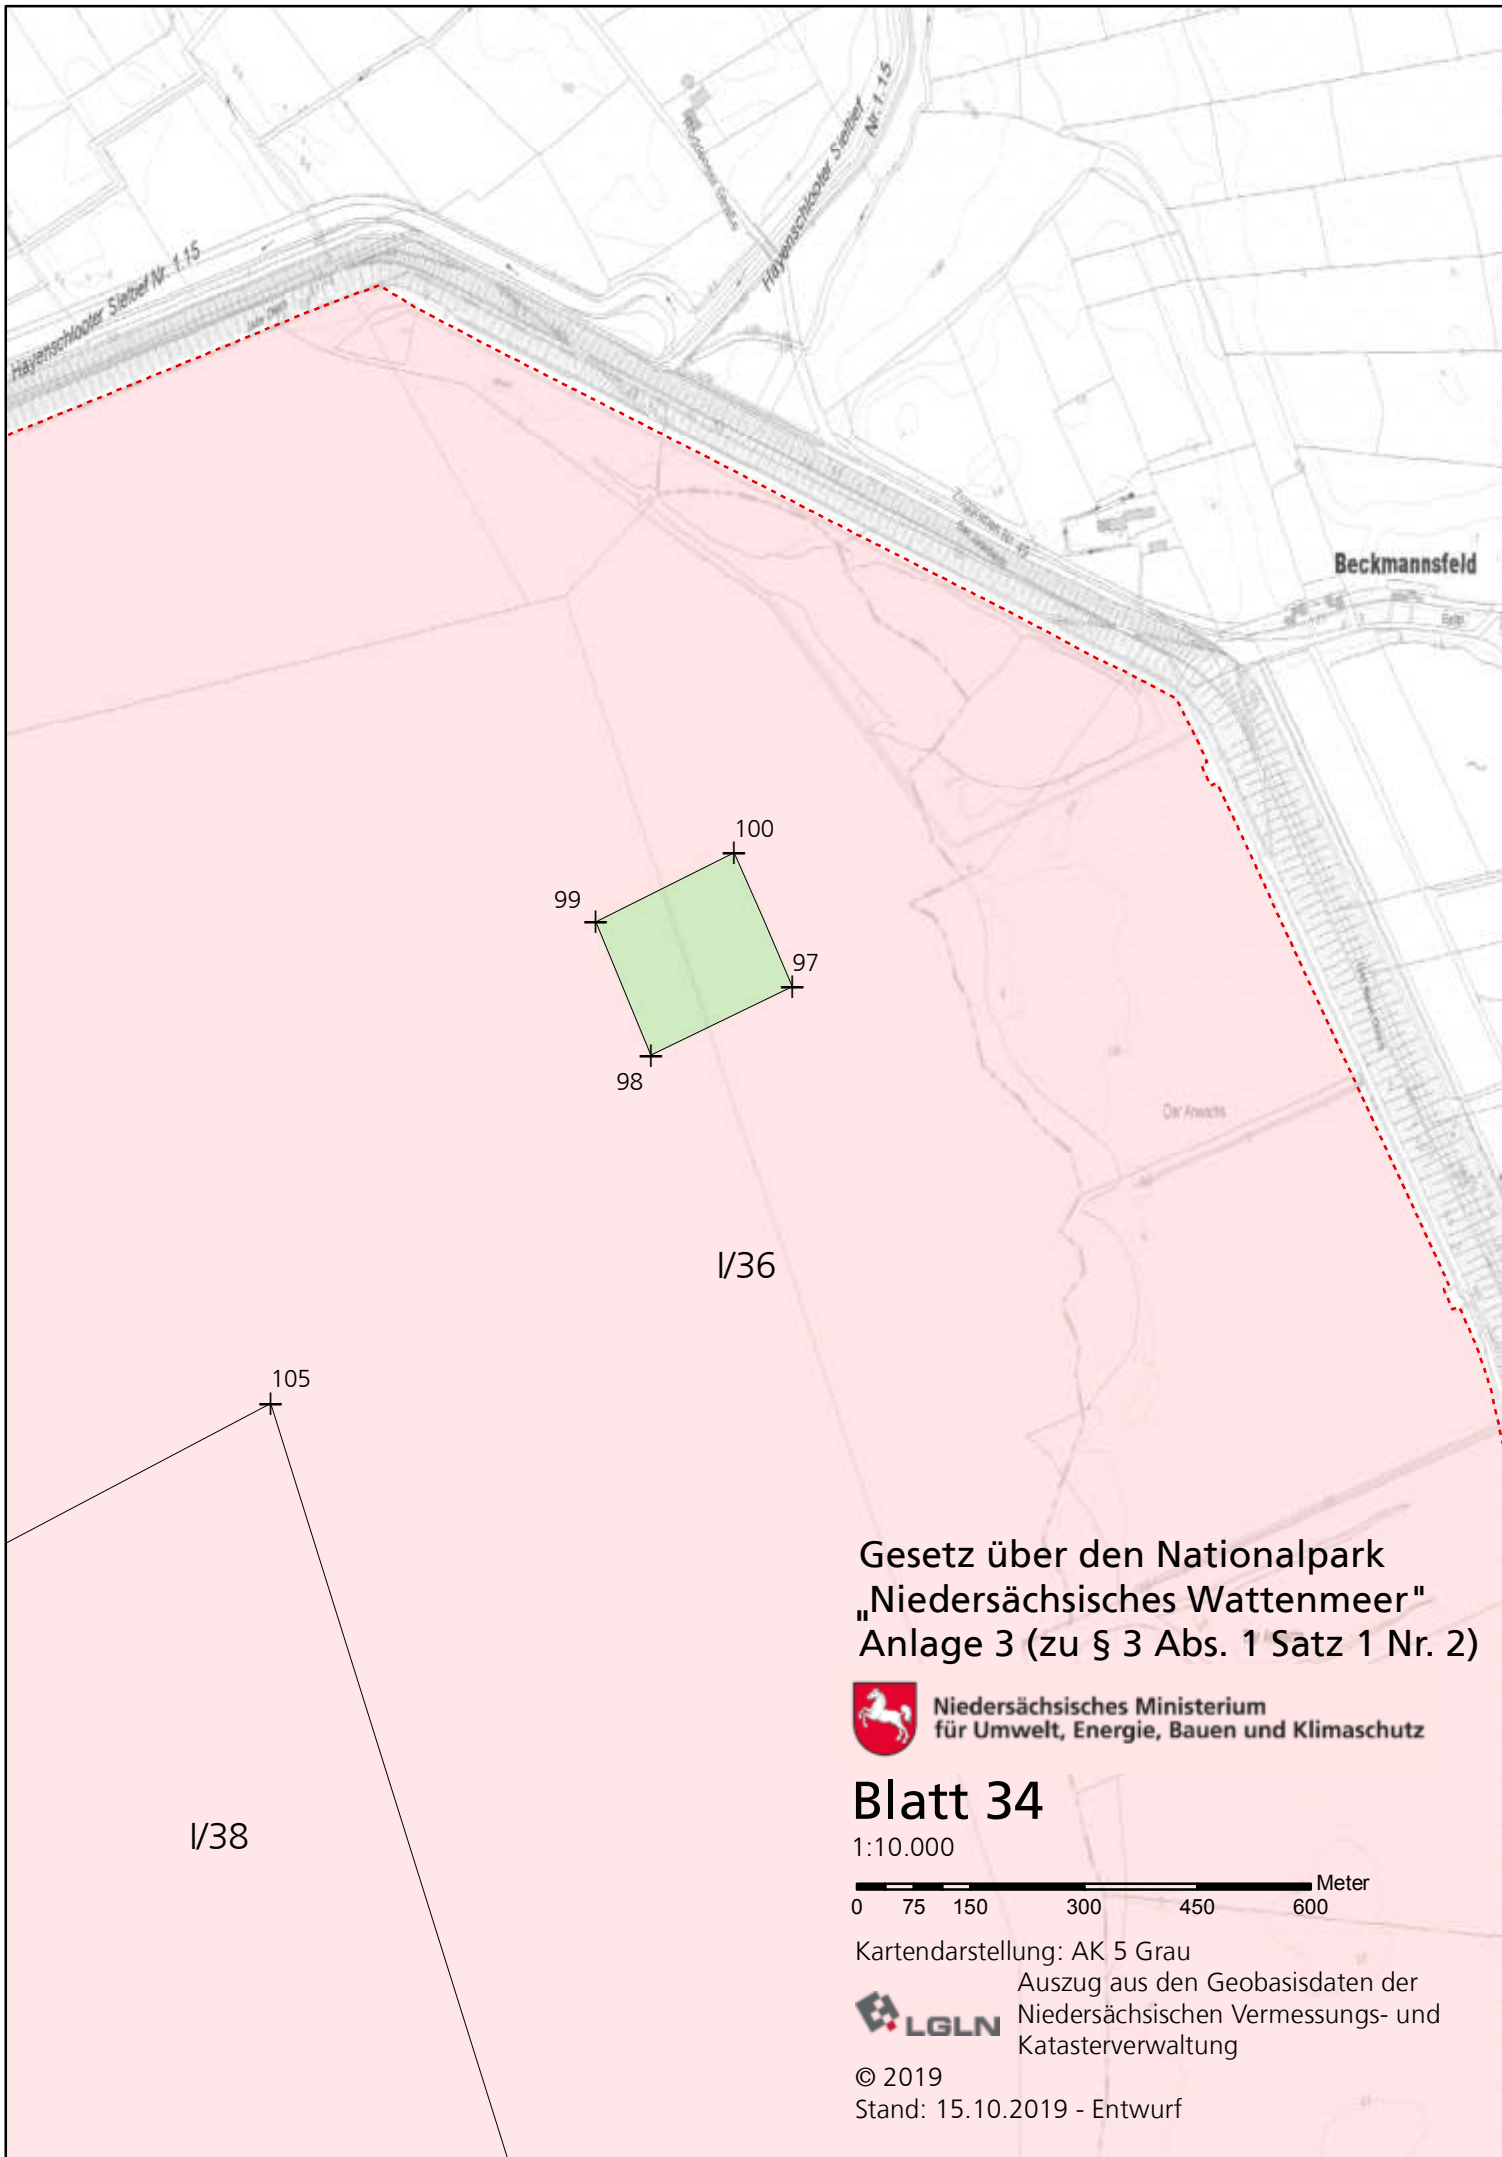 Hayenschlooter Sieltief
Nr. 1.15
Hayenschlooter Sieltief Nr. 1.15
Beckmannsfeld
100
99
97
98
I/36
105
I/38
Gesetz über den Nationalpark
"Niedersächsisches Wattenmeer"
Anlage 3 (zu § 3 Abs. 1 Satz 1 Nr. 2)
Niedersächsisches Ministerium
für Umwelt, Energie, Bauen und Klimaschutz
Blatt 34
1:10.000
Meter
0 75 150 300 450 600
Kartendarstellung: AK 5 Grau
Auszug aus den Geobasisdaten der
LGLN Niedersächsischen Vermessungs- und
Katasterverwaltung
© 2019
Stand: 15.10.2019 - Entwurf